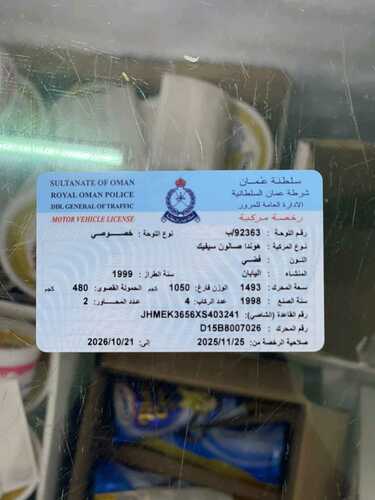 SULTANATE OF OMAN
ROYAL OMAN POLICE
DIR. GENERAL OF TRAFFIC
MOTOR VEHICLE LICENSE
سلطنة عمان
شرطة عمان السلطانية
الادارة العامة للمرور
رخصة مركبة
رقم اللوحة: 92363/ب نوع اللوحة: خصوصي
نوع المركبة: هوندا صالون سيفيك
اللون: فضي
المنشاء: اليابان سنة الطراز: 1999
سعة المحرك: 1493 الوزن فارغ: 1050 كجم الحمولة القصوى: 480 كجم
سنة الصنع: 1998 عدد الركاب: 4 عدد المحاور: 2
رقم القاعدة (الشاصي): JHMEK3656XS403241
رقم المحرك: D15B8007026
صلاحية الرخصة من: 2025/11/25 إلى: 2026/10/21